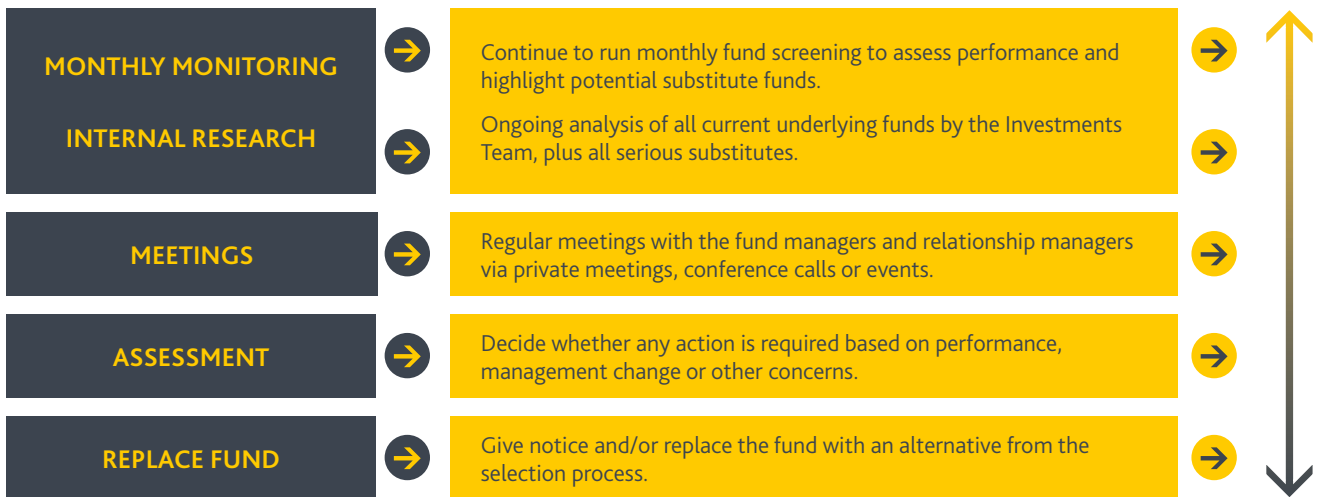 MONTHLY MONITORING
Continue to run monthly fund screening to assess performance and
highlight potential substitute funds.
INTERNAL RESEARCH
Ongoing analysis of all current underlying funds by the Investments
Team, plus all serious substitutes.
MEETINGS
Regular meetings with the fund managers and relationship managers
via private meetings, conference calls or events.
ASSESSMENT
Decide whether any action is required based on performance,
management change or other concerns.
REPLACE FUND
Give notice and/or replace the fund with an alternative from the
selection process.